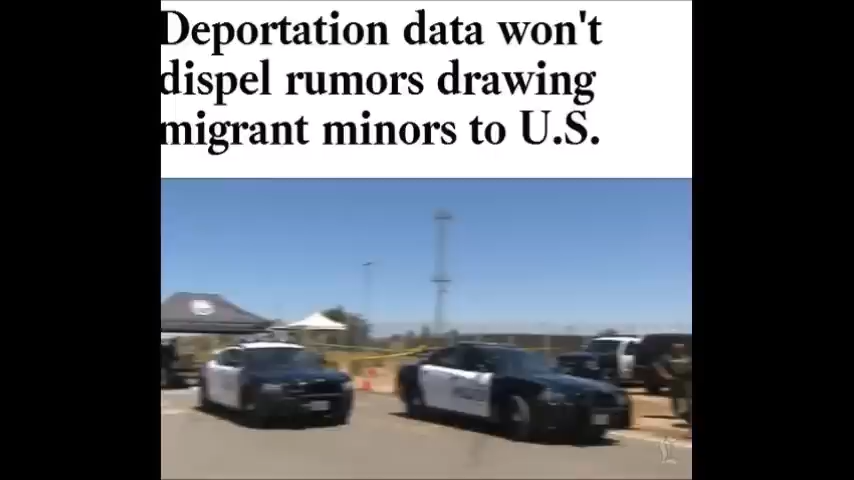 Deportation data won't
dispel rumors drawing
migrant minors to U.S.